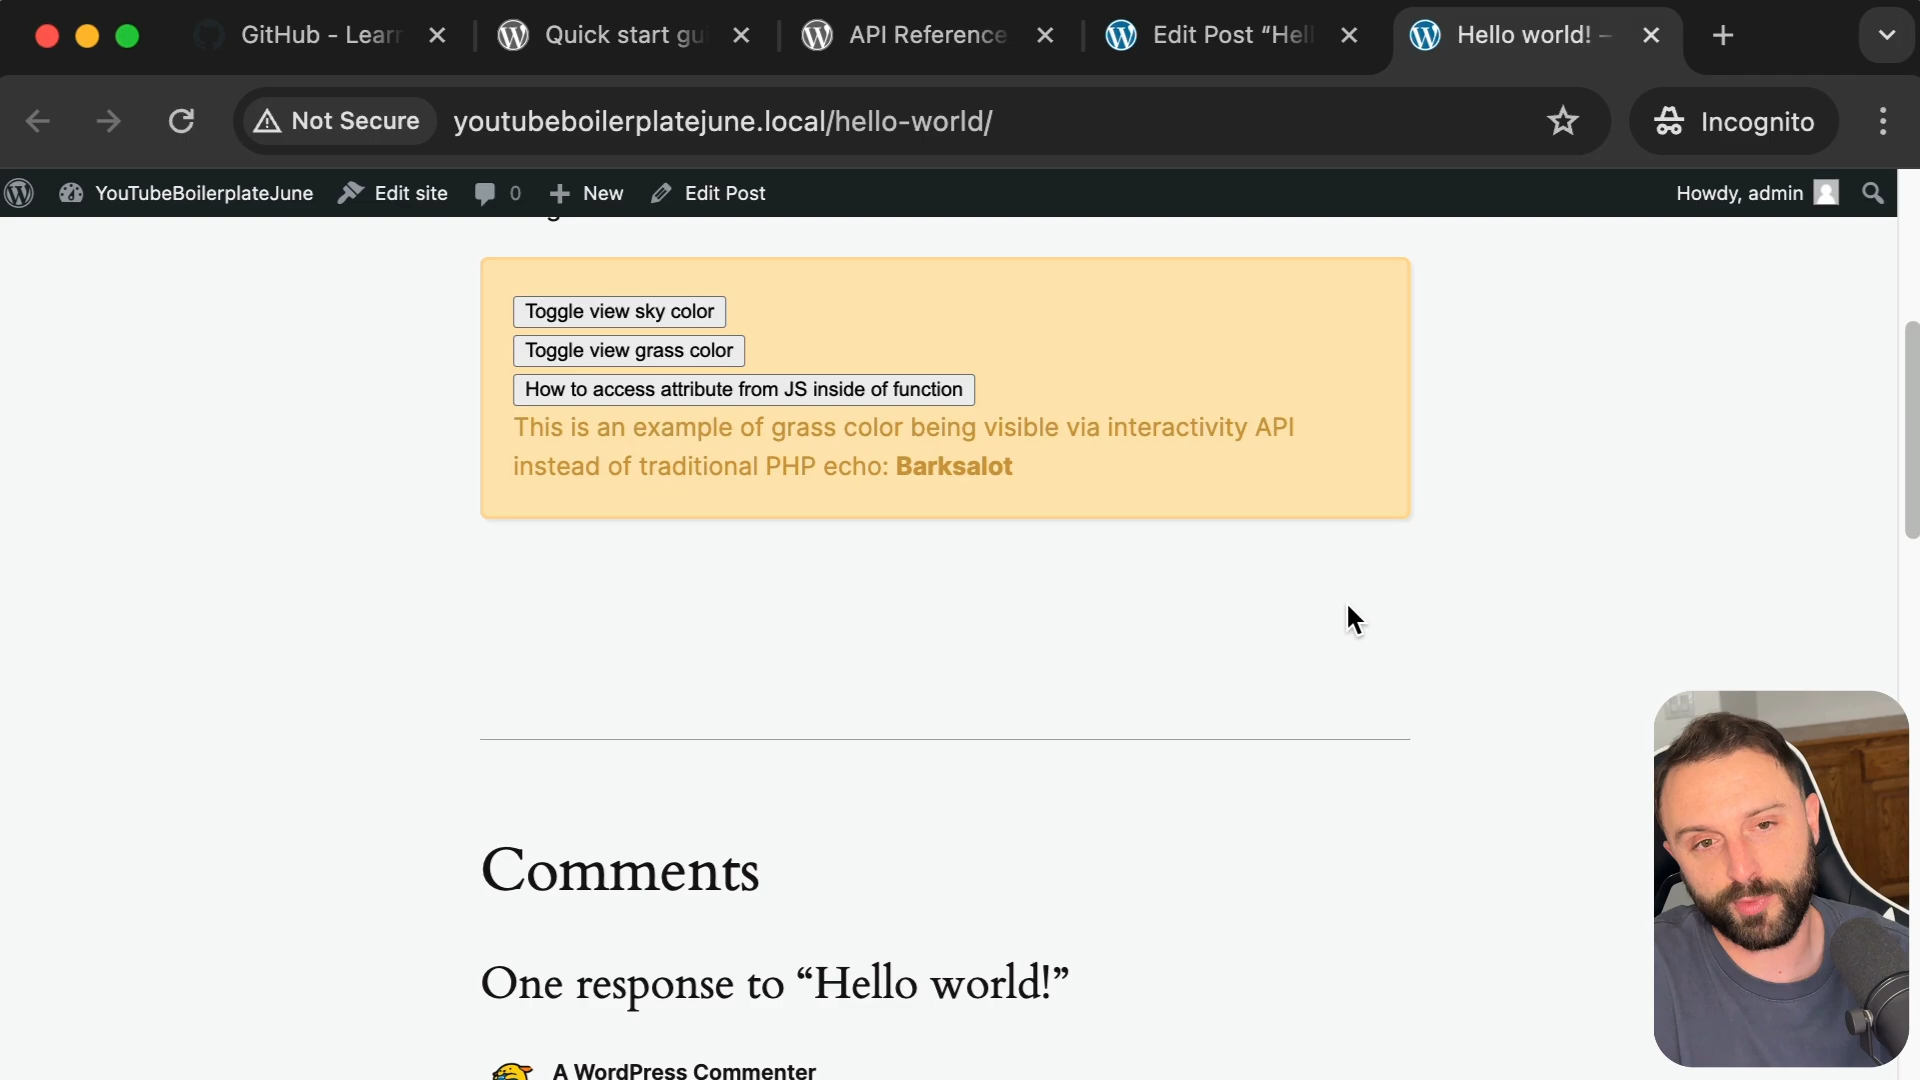 GitHub - Learn
Quick start gui
API Reference
Edit Post “Hell
Hello world! –
Not Secure
youtubeboilerplatejune.local/hello-world/
Incognito
YouTubeBoilerplateJune
Edit site
0
New
Edit Post
Howdy, admin
Toggle view sky color
Toggle view grass color
How to access attribute from JS inside of function
This is an example of grass color being visible via interactivity API
instead of traditional PHP echo: Barksalot
Comments
One response to “Hello world!”
A WordPress Commenter